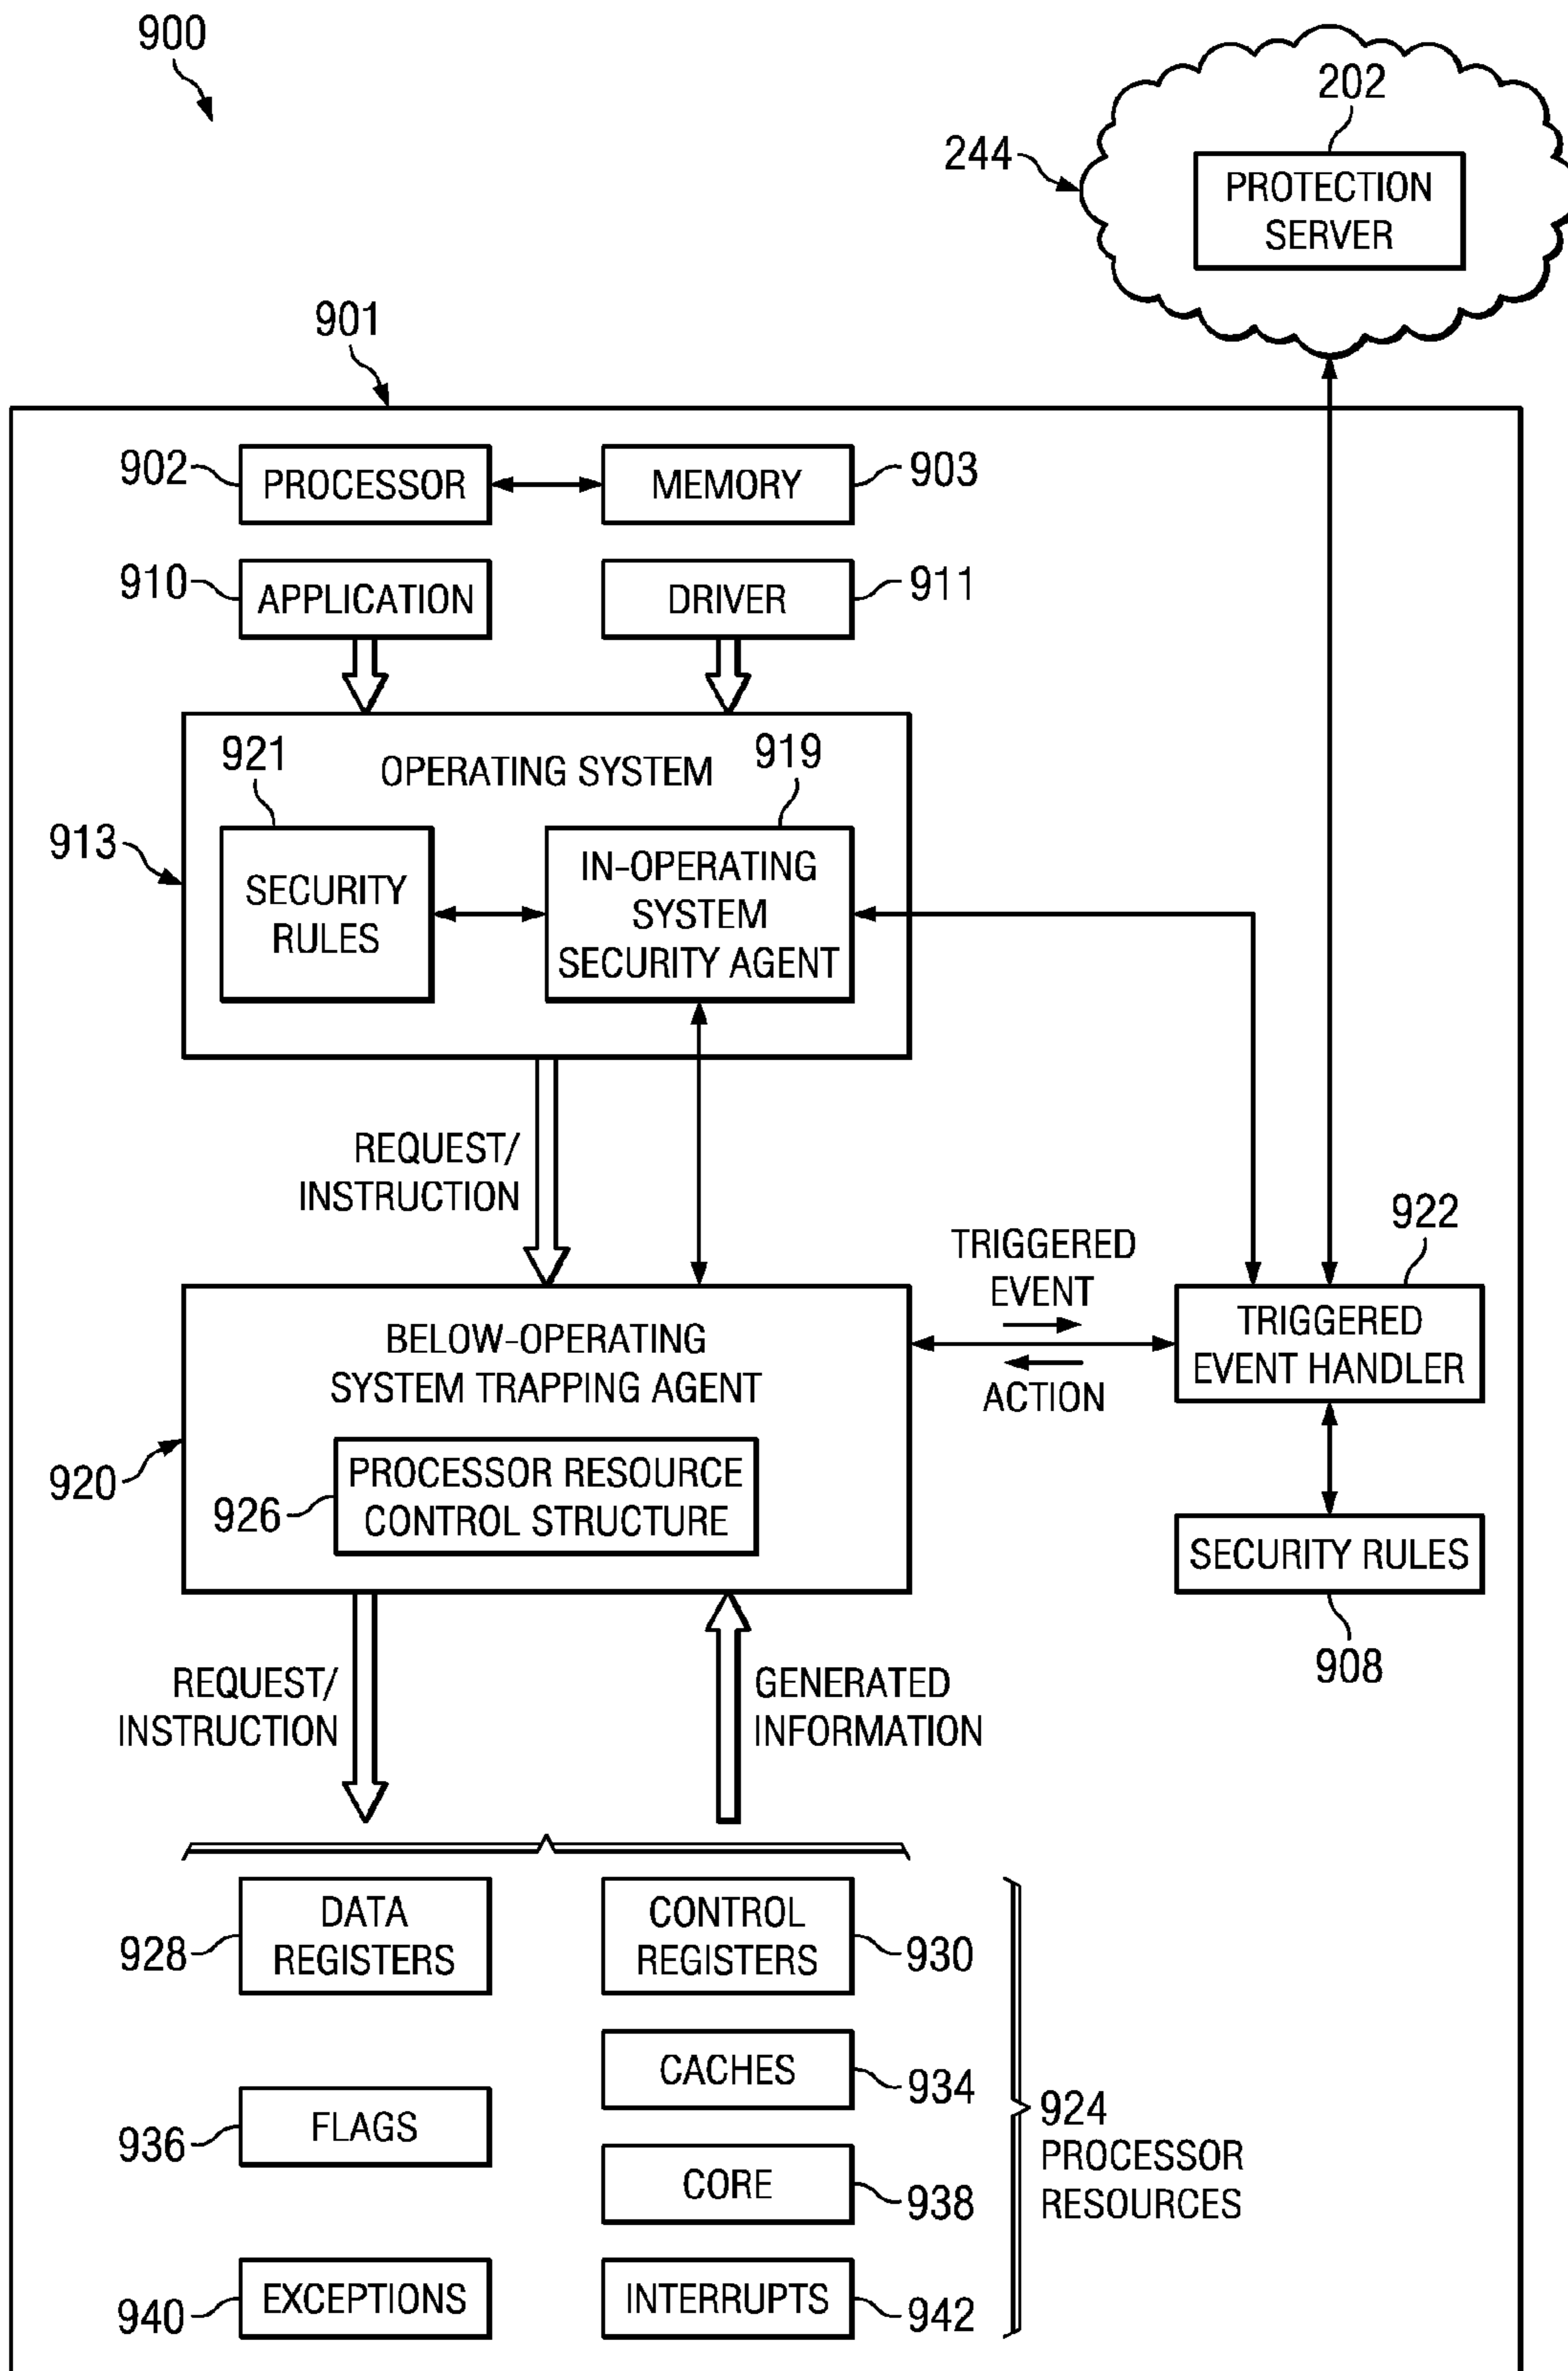 900
202
244
PROTECTION
SERVER
901
902
PROCESSOR
MEMORY
903
910
APPLICATION
DRIVER
911
921
OPERATING SYSTEM
919
913
SECURITY
RULES
IN-OPERATING
SYSTEM
SECURITY AGENT
REQUEST/
INSTRUCTION
TRIGGERED
EVENT
ACTION
922
TRIGGERED
EVENT HANDLER
BELOW-OPERATING
SYSTEM TRAPPING AGENT
920
926
PROCESSOR RESOURCE
CONTROL STRUCTURE
SECURITY RULES
908
REQUEST/
INSTRUCTION
GENERATED
INFORMATION
928
DATA
REGISTERS
CONTROL
REGISTERS
930
CACHES
934
936
FLAGS
924
PROCESSOR
RESOURCES
CORE
938
940
EXCEPTIONS
INTERRUPTS
942